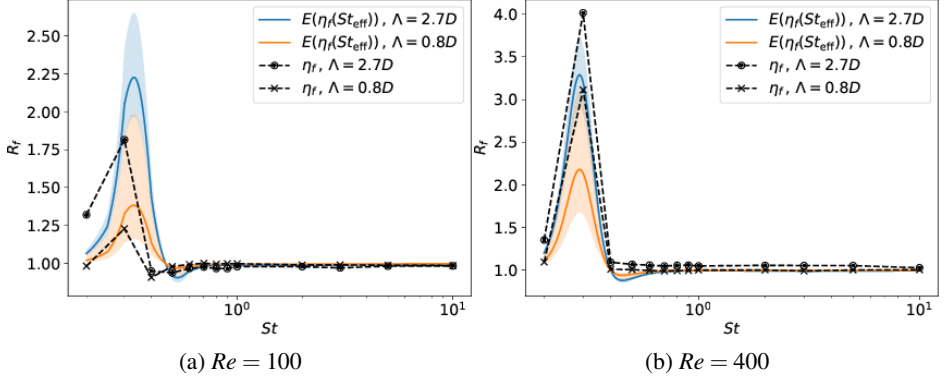 E(η_f(St_eff)) , Λ = 2.7D
E(η_f(St_eff)) , Λ = 0.8D
η_f , Λ = 2.7D
η_f , Λ = 0.8D
2.50
2.25
2.00
1.75
1.50
1.25
1.00
R_f
10^0
10^1
St
(a) Re = 100
E(η_f(St_eff)) , Λ = 2.7D
E(η_f(St_eff)) , Λ = 0.8D
η_f , Λ = 2.7D
η_f , Λ = 0.8D
4.0
3.5
3.0
2.5
2.0
1.5
1.0
R_f
10^0
10^1
St
(b) Re = 400